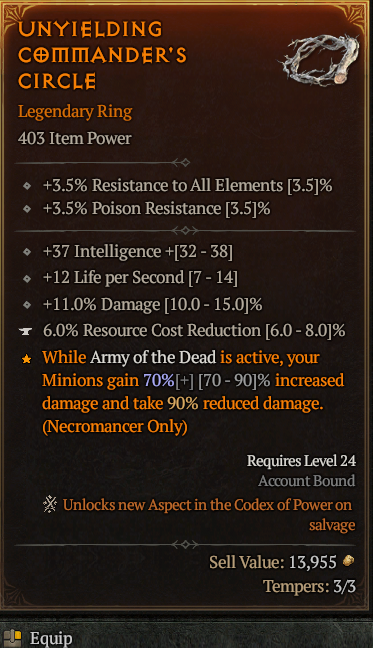 UNYIELDING
COMMANDER'S
CIRCLE
Legendary Ring
403 Item Power
+3.5% Resistance to All Elements [3.5]%
+3.5% Poison Resistance [3.5]%
+37 Intelligence +[32 - 38]
+12 Life per Second [7 - 14]
+11.0% Damage [10.0 - 15.0]%
6.0% Resource Cost Reduction [6.0 - 8.0]%
While Army of the Dead is active, your
Minions gain 70%[+] [70 - 90]% increased
damage and take 90% reduced damage.
(Necromancer Only)
Requires Level 24
Account Bound
Unlocks new Aspect in the Codex of Power on
salvage
Sell Value: 13,955
Tempers: 3/3
Equip